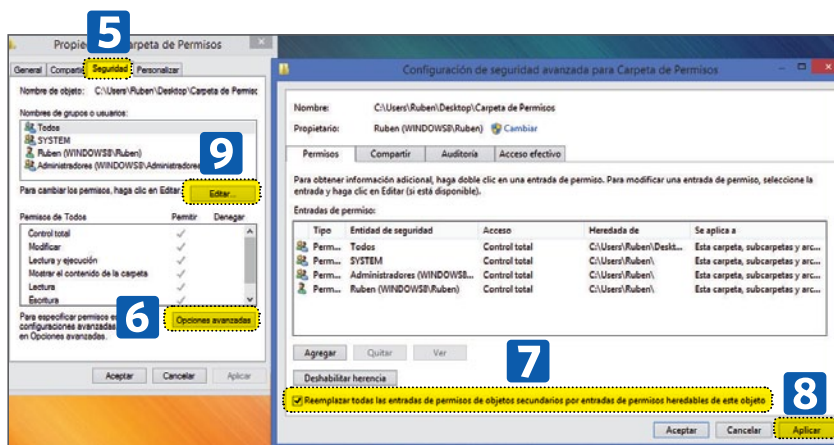 5
Propie
arpeta de Permisos
General Compartir Seguridad Personalizar
Nombre de objeto: C:\Users\Ruben\Desktop\Carpeta de Permisc
Nombres de grupos o usuarios:
Todos
SYSTEM
Ruben (WINDOWS8\Ruben)
Administradores (WINDOWS8\Administradore
9
Para cambiar los permisos, haga clic en Editar.
Editar...
Permisos de Todos Permitir Denegar
Control total
Modificar
Lectura y ejecución
Mostrar el contenido de la carpeta
Lectura
Escritura
Para especificar permisos es
configuraciones avanzadas,
en Opciones avanzadas.
6
Opciones avanzadas
Aceptar Cancelar Aplicar
Configuración de seguridad avanzada para Carpeta de Permisos
Nombre: C:\Users\Ruben\Desktop\Carpeta de Permisos
Propietario: Ruben (WINDOWS8\Ruben) Cambiar
Permisos Compartir Auditoría Acceso efectivo
Para obtener información adicional, haga doble clic en una entrada de permiso. Para modificar una entrada de permiso, seleccione la
entrada y haga clic en Editar (si está disponible).
Entradas de permiso:
Tipo Entidad de seguridad Acceso Heredada de Se aplica a
Perm... Todos Control total C:\Users\Ruben\Deskt... Esta carpeta, subcarpetas y arc...
Perm... SYSTEM Control total C:\Users\Ruben\ Esta carpeta, subcarpetas y arc...
Perm... Administradores (WINDOWS8... Control total C:\Users\Ruben\ Esta carpeta, subcarpetas y arc...
Perm... Ruben (WINDOWS8\Ruben) Control total C:\Users\Ruben\ Esta carpeta, subcarpetas y arc...
Agregar Quitar Ver
7
Deshabilitar herencia
Reemplazar todas las entradas de permisos de objetos secundarios por entradas de permisos heredables de este objeto
8
Aceptar Cancelar Aplicar